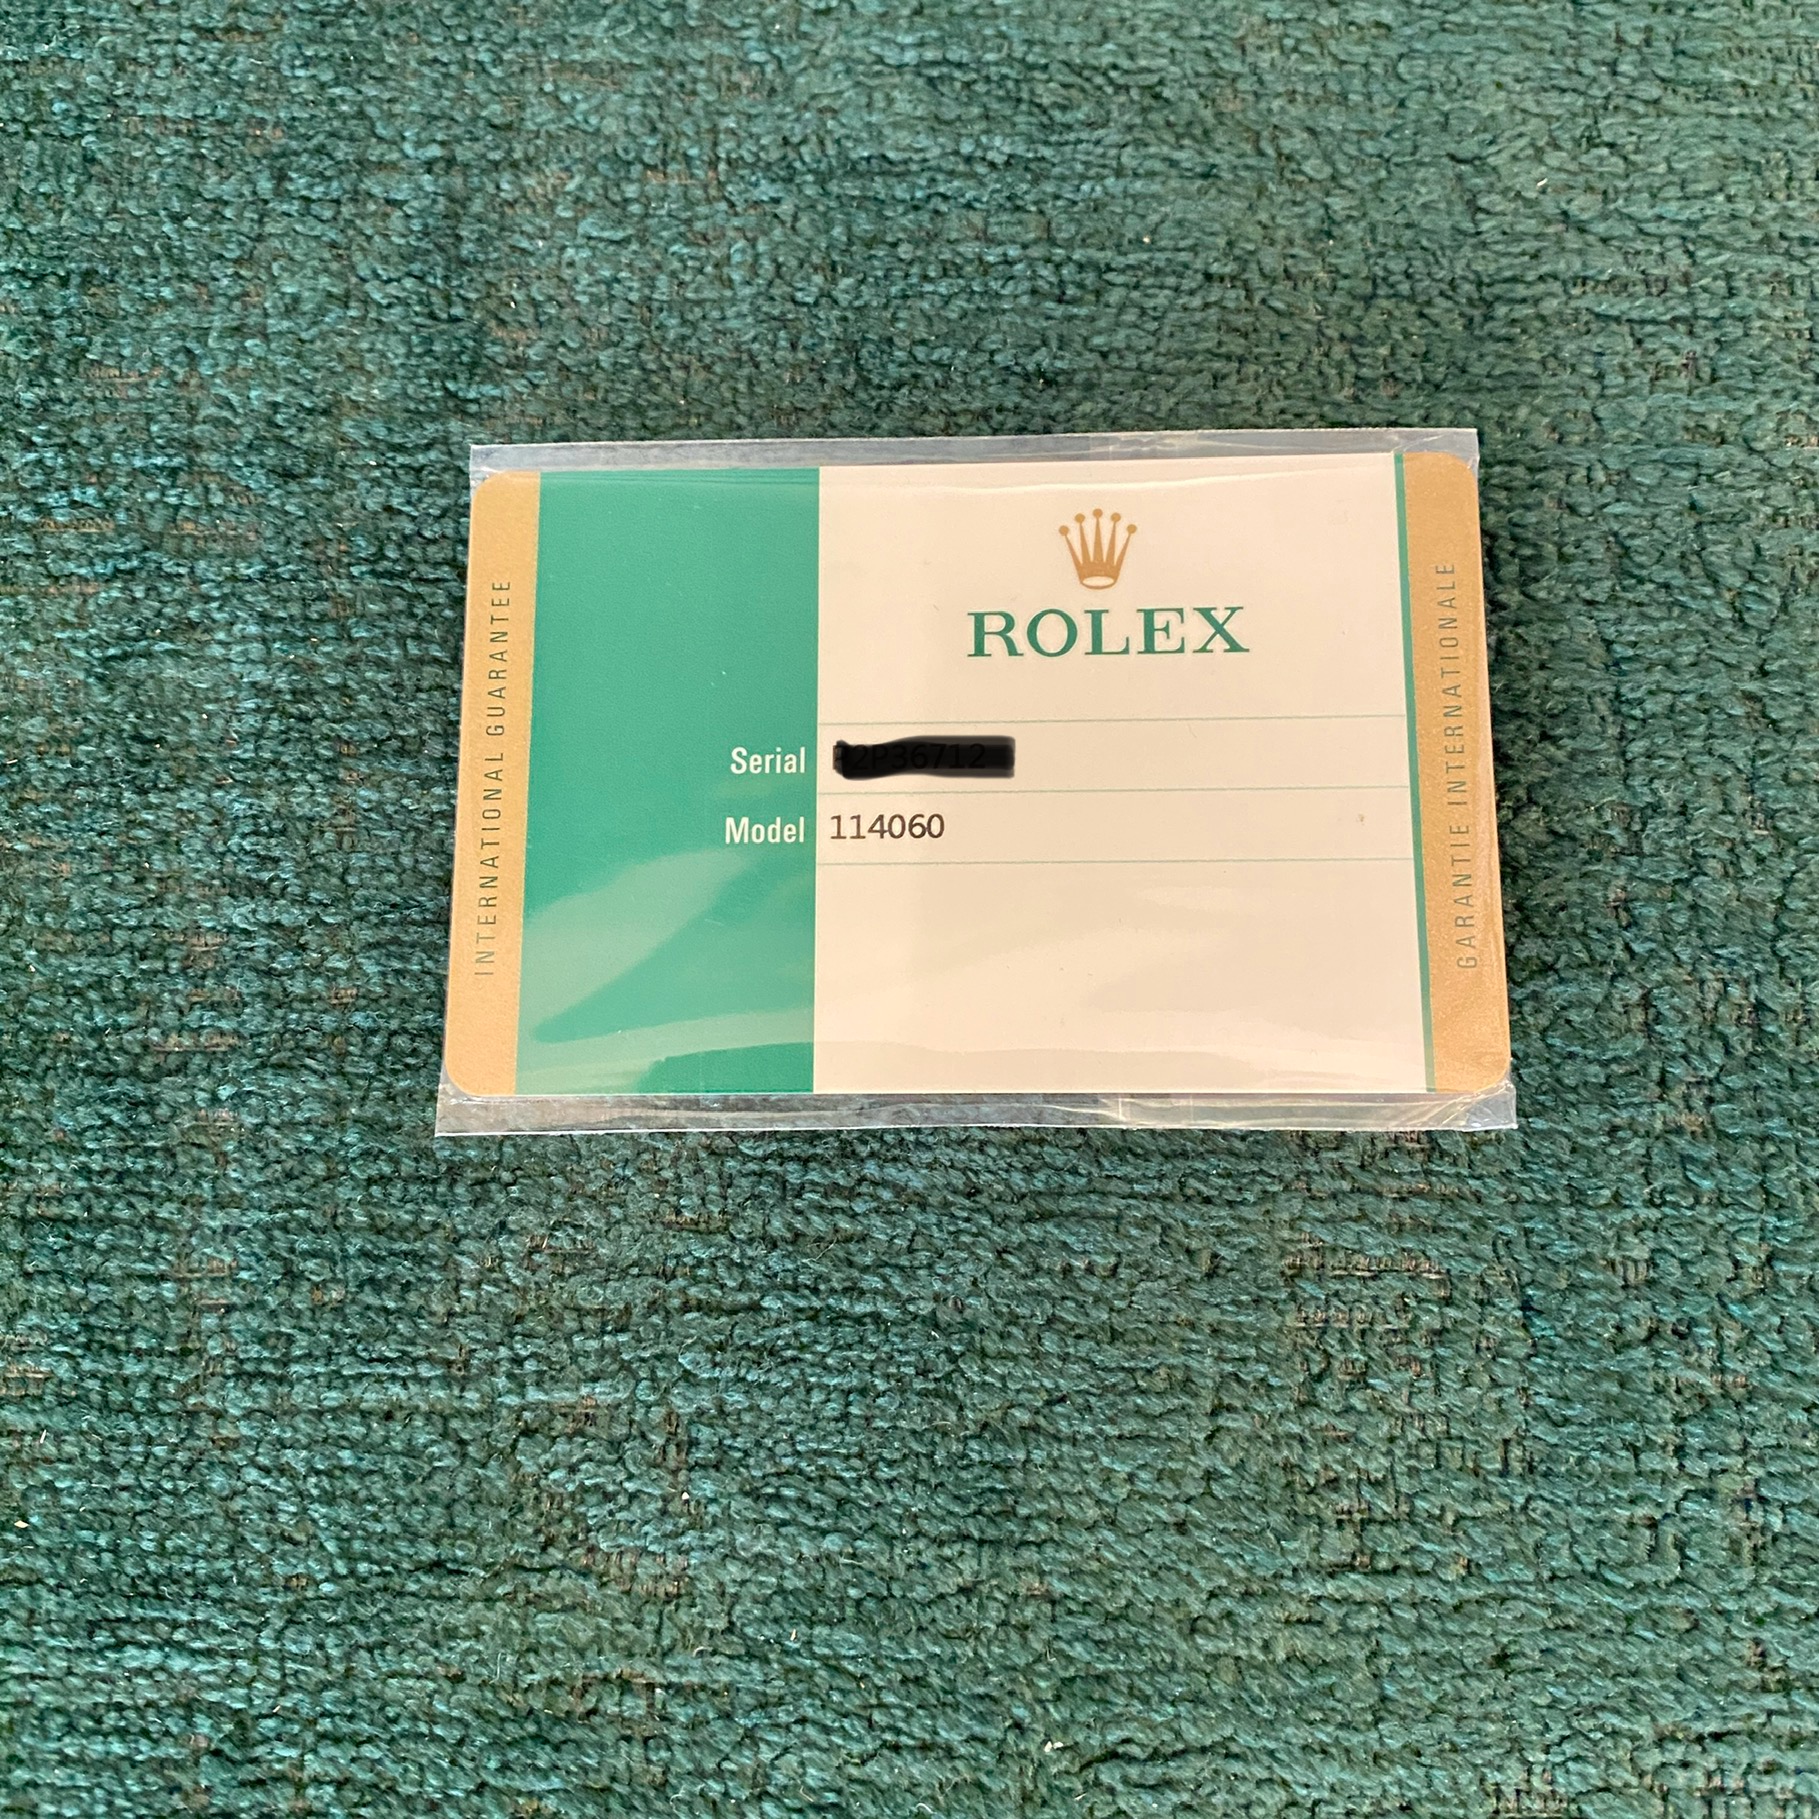 INTERNATIONAL GUARANTEE
ROLEX
Serial
Model 114060
GARANTIE INTERNATIONALE